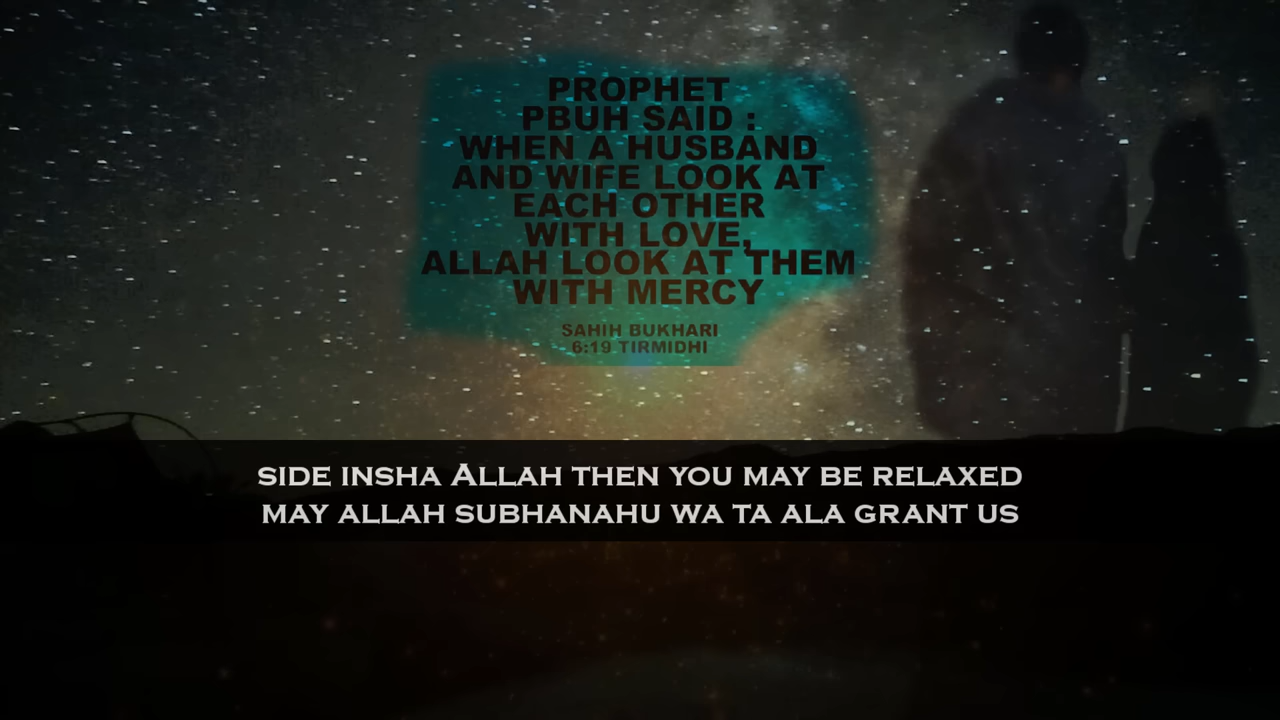 PROPHET
PBUH SAID :
WHEN A HUSBAND
AND WIFE LOOK AT
EACH OTHER
WITH LOVE,
ALLAH LOOK AT THEM
WITH MERCY
SAHIH BUKHARI
6:19 TIRMIDHI
SIDE INSHA ALLAH THEN YOU MAY BE RELAXED
MAY ALLAH SUBHANAHU WA TA ALA GRANT US